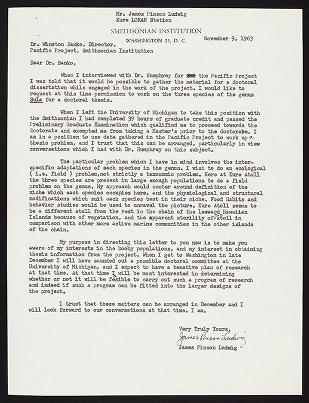 Mr. James Pinson Ludwig
Kure LORAN Station
SMITHSONIAN INSTITUTION
WASHINGTON 25, D. C.
November 9, 1963
Dr. Winston Banko, Director,
Pacific Project, Smithsonian Institution
Dear Dr. Banko,
When I interviewed with Dr. Humphrey for the Pacific Project
I was told that it would be possible to gather the material for a doctoral
dissertation while engaged in the work of the project. I would like to
request at this time permission to work on the three species of the genus
Sula for a doctoral thesis.
When I left the University of Michigan to take this position with
the Smithsonian I had completed 39 hours of graduate credit and passed the
Preliminary Graduate Examination which qualified me to proceed towards the
doctorate and exempted me from taking a Master's prior to the doctorate. I
am in a position to use data gathered in the Pacific Project to work up a
thesis problem, and I trust that this can be arranged, particularly in view
conversations which I had with Dr. Humphrey on this subject.
The particular problem which I have in mind involves the inter-
specific adaptations of each species in the genus. I wish to do an ecological
( i.e. field ) problem, not strictly a taxonomic problem. Here at Kure atoll
the three species are present in large enough populations to do a field
problem on the genus. My approach would center around definition of the
niche which each species occupies here, and the physiological and structural
modifications which suit each species best in their niche. Food Habits and
behavior studies would be used to unravel the picture. Kure atoll seems to
be a different atoll from the rest in the chain of the leeward Hawaiian
Islands because of vegetation, and the apparent sterility of atoll in
comparison with other more active marine communities in the other islands
of the chain.
My purpose in directing this letter to you now is to make you
aware of my interests in the booby populations, and my interest in obtaining
thesis information from the project. When I get to Washington in late
December I will have sounded out a possible doctoral committee at the
University of Michigan, and I expect to have a tentative plan of research
at that time. At that time I will be most interested in determining
whether or not it will be feasible to carry out such a program of research
and indeed if such a program can be fitted into the larger designs of
the project.
I trust that these matters can be arranged in December and I
will look forward to our conversations at that time, I am,
Very Truly Yours,
James Pinson Ludwig
James Pinson Ludwig